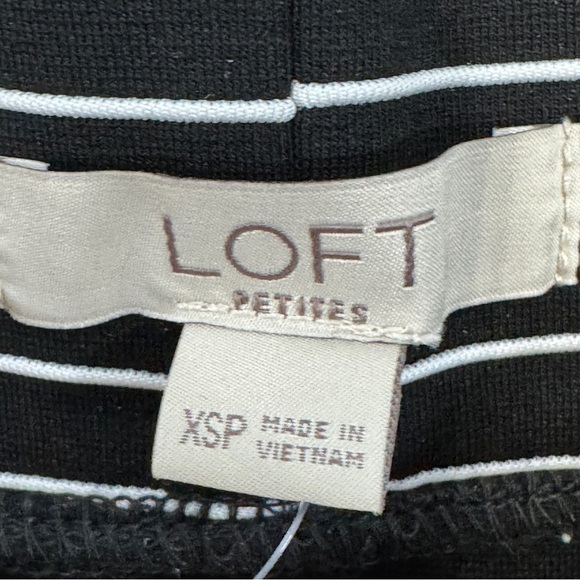 LOFT
PETITES
XSP MADE IN
VIETNAM